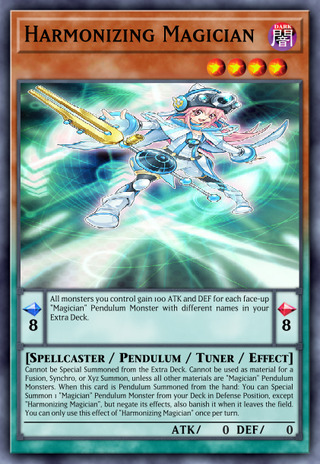 Harmonizing Magician
DARK
闇
All monsters you control gain 100 ATK and DEF for each face-up
"Magician" Pendulum Monster with different names in your
Extra Deck.
8
8
[Spellcaster / Pendulum / Tuner / Effect]
Cannot be Special Summoned from the Extra Deck. Cannot be used as material for a
Fusion, Synchro, or Xyz Summon, unless all other materials are "Magician" Pendulum
Monsters. When this card is Pendulum Summoned from the hand: You can Special
Summon 1 "Magician" Pendulum Monster from your Deck in Defense Position, except
"Harmonizing Magician", but negate its effects, also banish it when it leaves the field.
You can only use this effect of "Harmonizing Magician" once per turn.
ATK/ 0 DEF/ 0